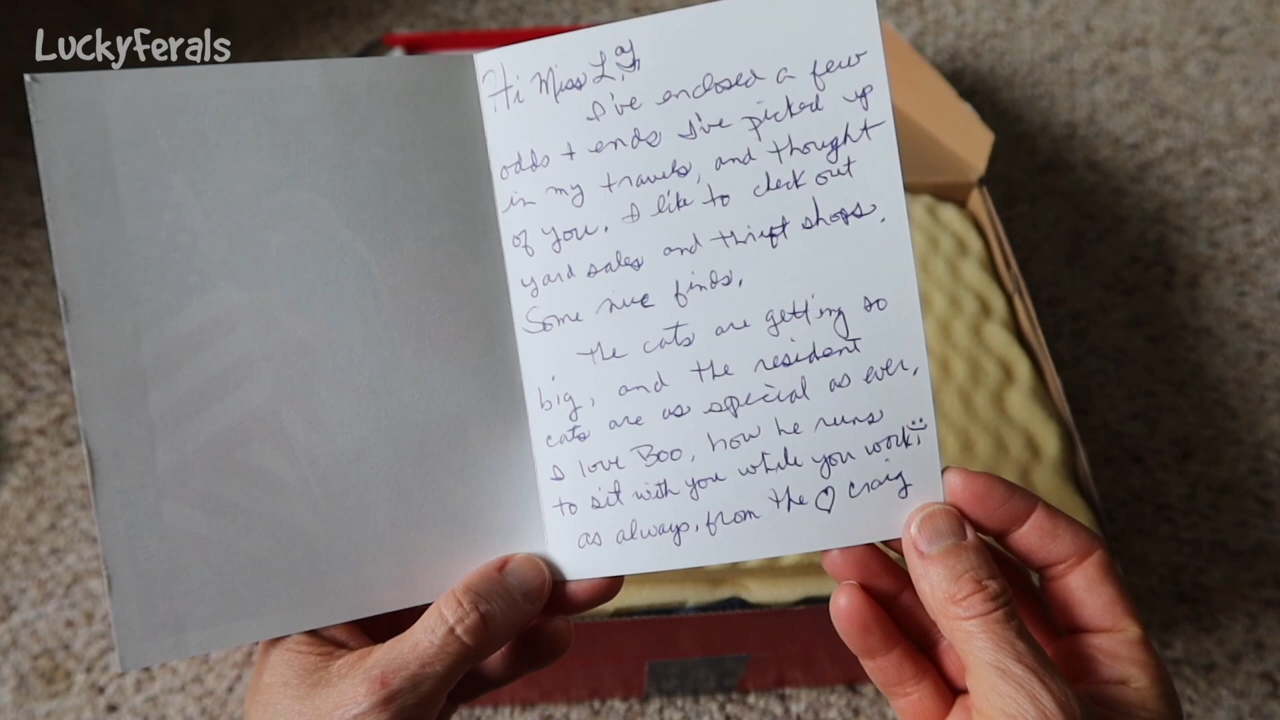 LuckyFerals
Hi Miss L,
I've enclosed a few
odds + ends I've picked up
in my travels, and thought
of you. I like to check out
yard sales and thrift shops.
Some nice finds.
The cats are getting so
big, and the resident
cats are as special as ever.
I love Boo, how he runs
to sit with you while you work!
as always, from the ♡ Craig